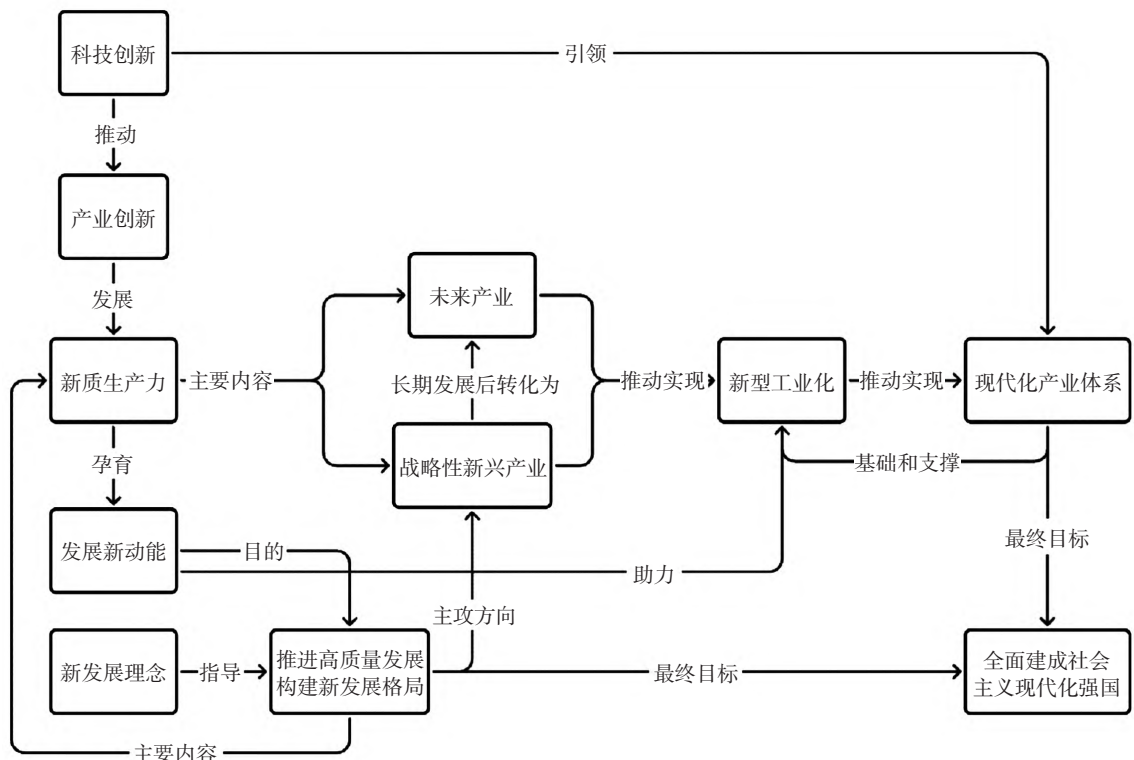 科技创新
引领
推动
产业创新
发展
未来产业
新质生产力
主要内容
长期发展后转化为
推动实现
新型工业化
推动实现
现代化产业体系
战略性新兴产业
孕育
基础和支撑
发展新动能
目的
助力
最终目标
主攻方向
新发展理念
指导
推进高质量发展
构建新发展格局
最终目标
全面建成社会
主义现代化强国
主要内容